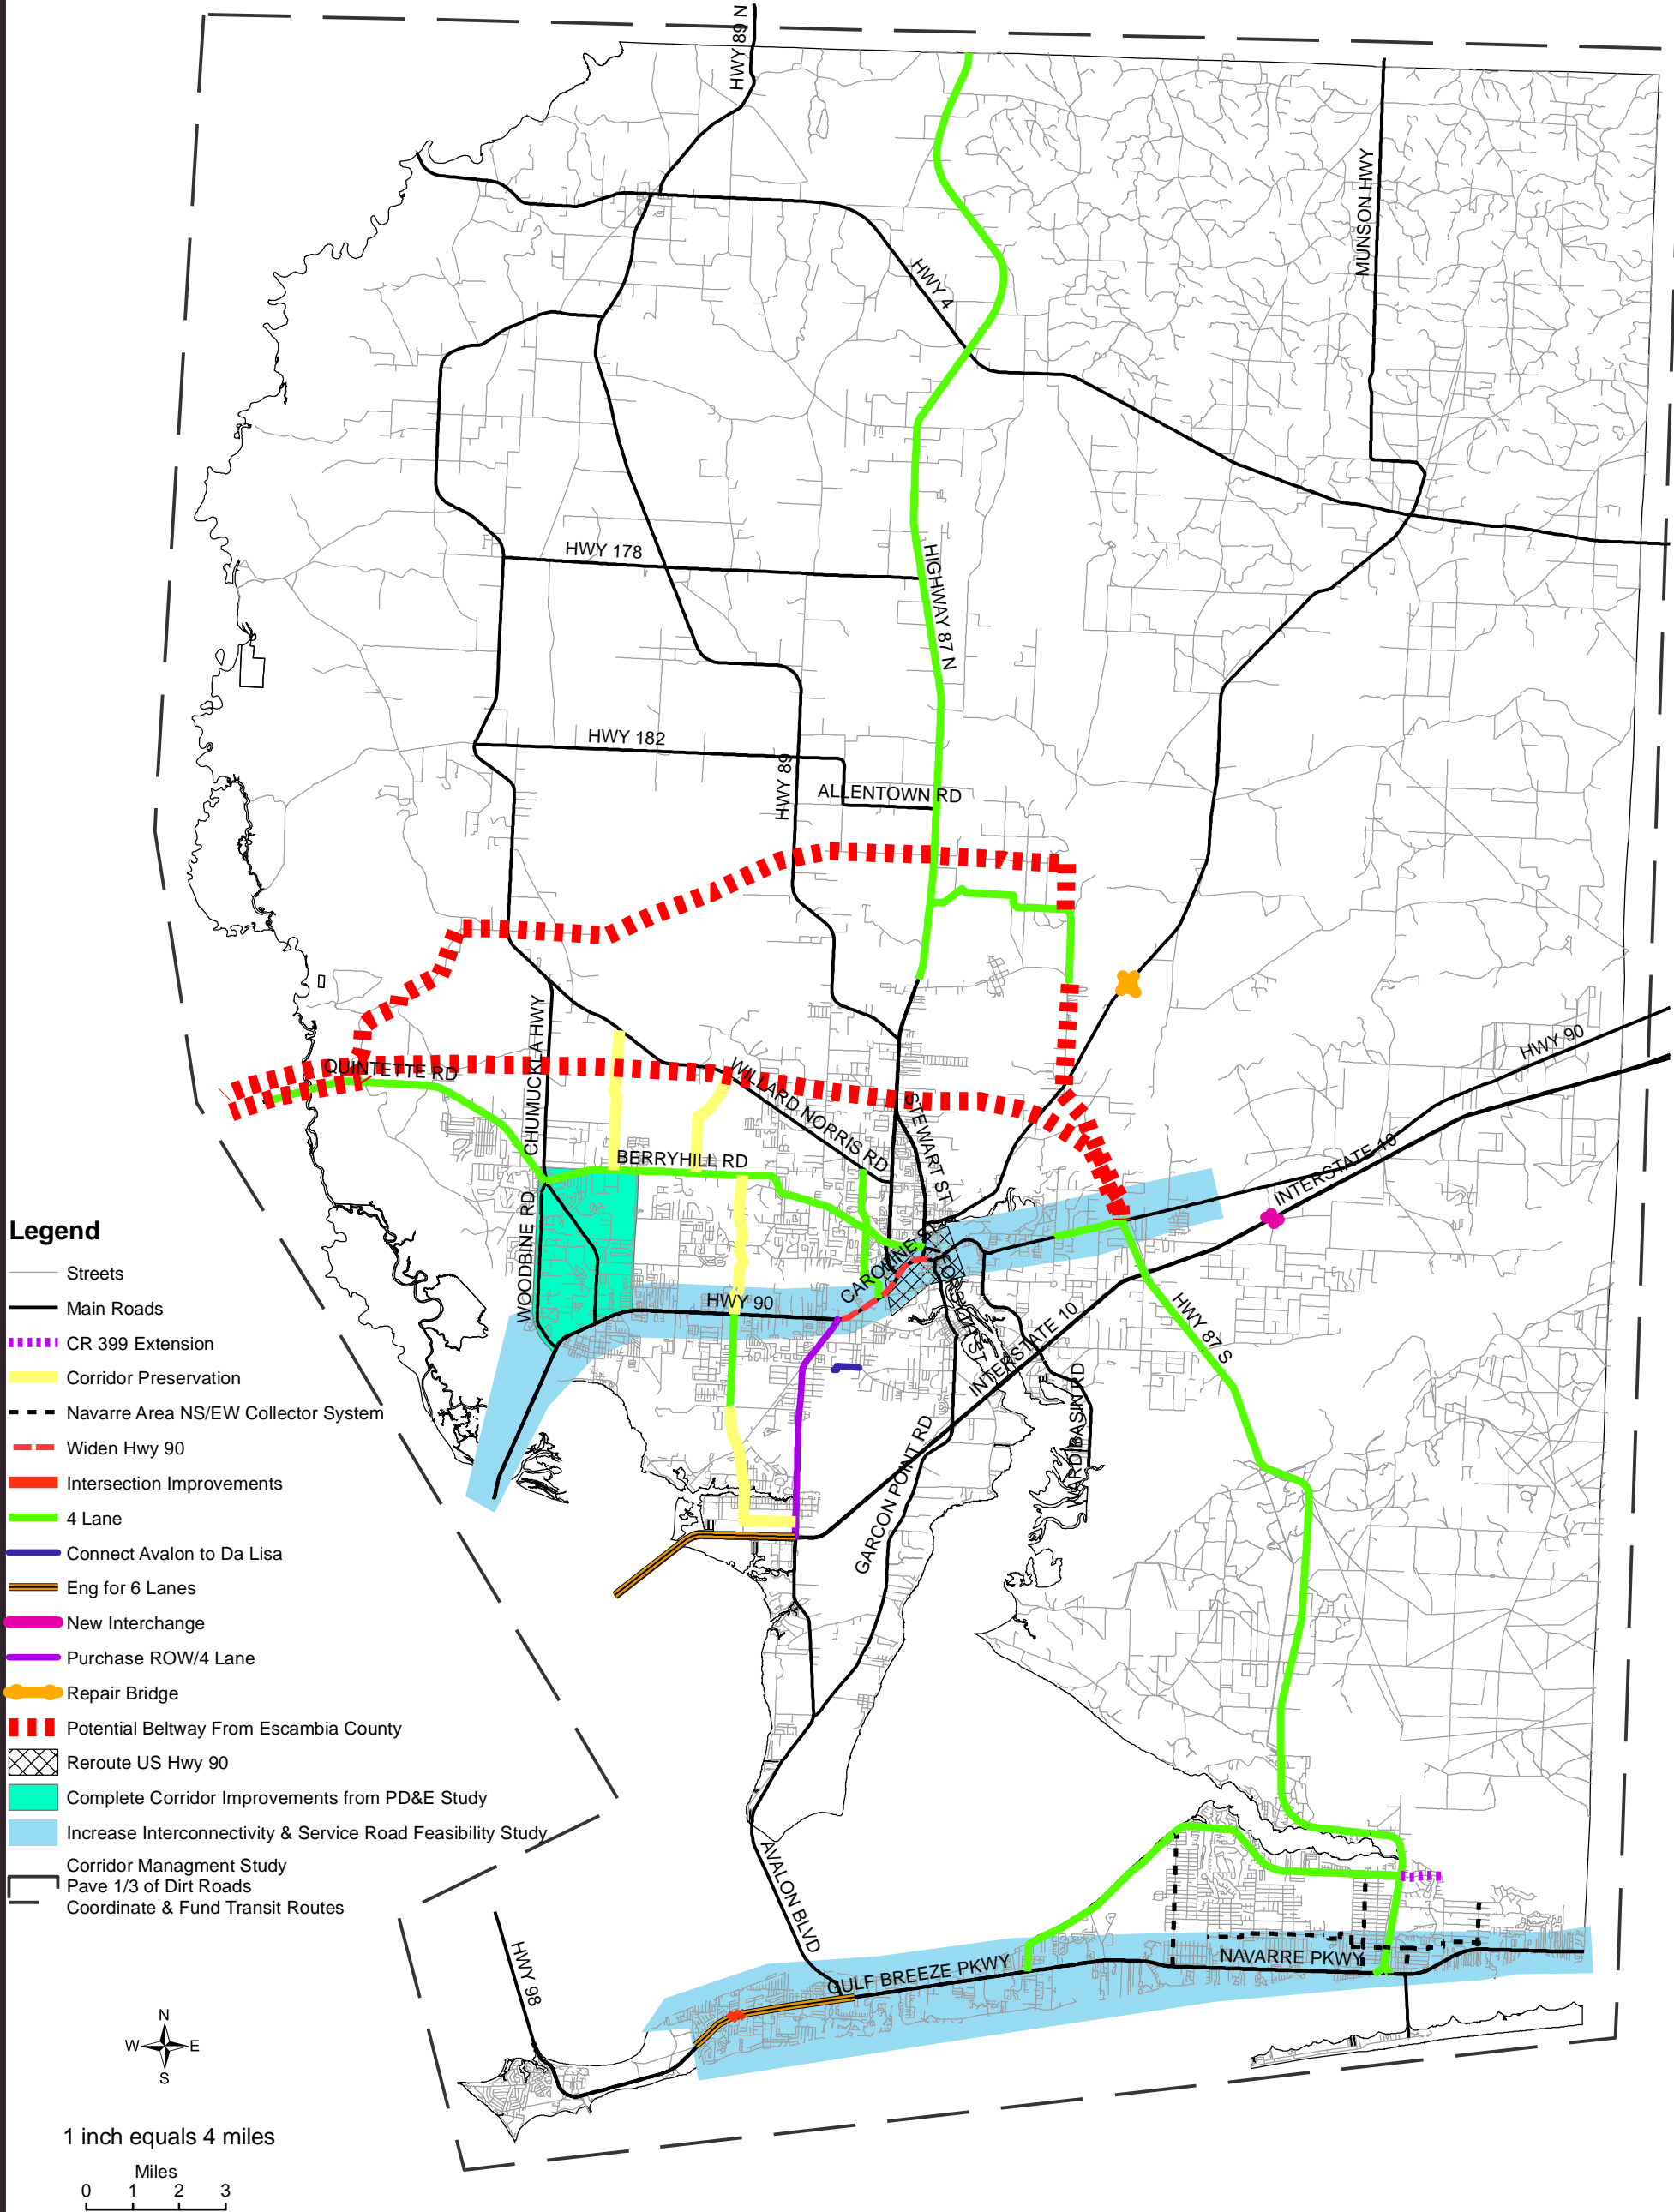 HWY 89 N
MUNSON HWY
HWY 4
HWY 178
HIGHWAY 87 N
HWY 182
HWY 89
ALLENTOWN RD
HWY 90
CHUMUCKLA HWY
QUINTETTE RD
WILLARD NORRIS RD
STEWART ST
BERRYHILL RD
INTERSTATE 10
WOODBINE RD
CAROLINE S
FORSYTH ST
HWY 90
HWY 87 S
INTERSTATE 10
WARD BASIN RD
GARCON POINT RD
AVALON BLVD
HWY 98
GULF BREEZE PKWY
NAVARRE PKWY
Legend
Streets
Main Roads
CR 399 Extension
Corridor Preservation
Navarre Area NS/EW Collector System
Widen Hwy 90
Intersection Improvements
4 Lane
Connect Avalon to Da Lisa
Eng for 6 Lanes
New Interchange
Purchase ROW/4 Lane
Repair Bridge
Potential Beltway From Escambia County
Reroute US Hwy 90
Complete Corridor Improvements from PD&E Study
Increase Interconnectivity & Service Road Feasibility Study
Corridor Managment Study
Pave 1/3 of Dirt Roads
Coordinate & Fund Transit Routes
N
W E
S
1 inch equals 4 miles
Miles
0 1 2 3